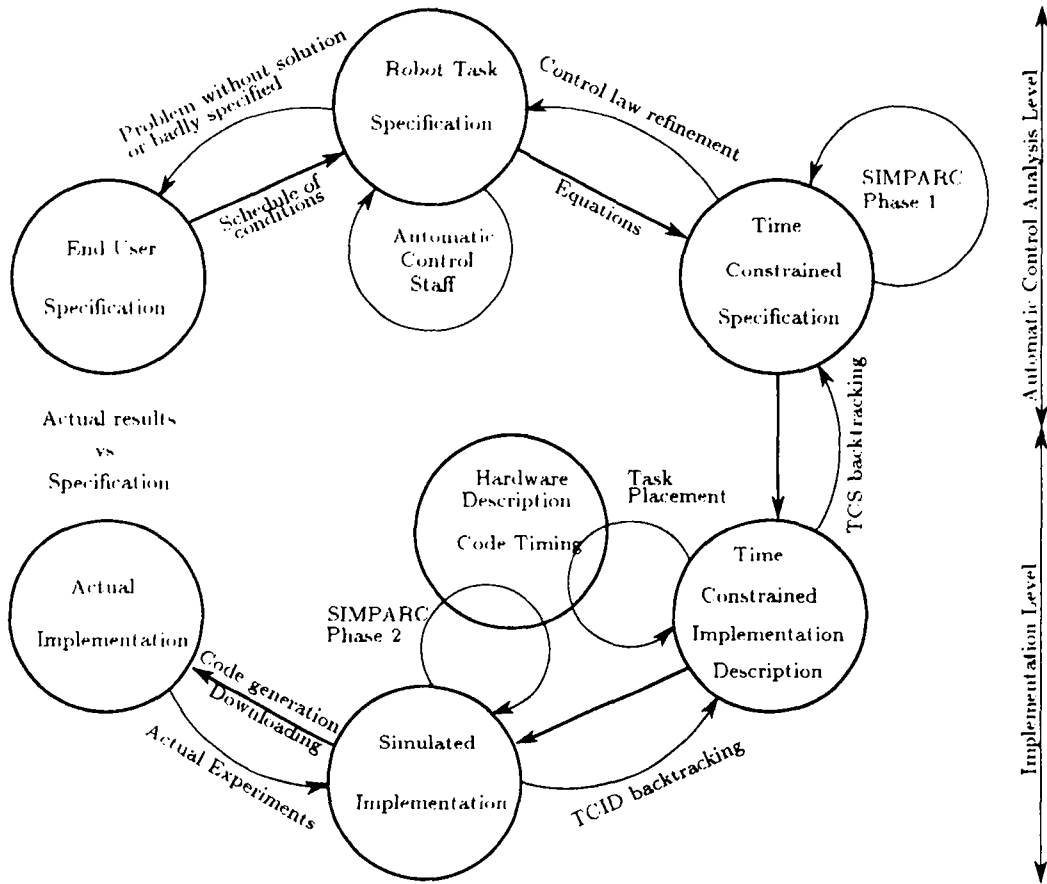 Problem without solution
or badly specified
Robot Task
Specification
Control law refinement
SIMPARC
Phase 1
Schedule of
conditions
Equations
End User
Specification
Automatic
Control
Staff
Time
Constrained
Specification
Automatic Control Analysis Level
Actual results
vs
Specification
TCS backtracking
Hardware
Description
Code Timing
Task
Placement
Time
Constrained
Implementation
Description
Actual
Implementation
SIMPARC
Phase 2
Code generation
Downloading
Actual Experiments
Simulated
Implementation
TCID backtracking
Implementation Level